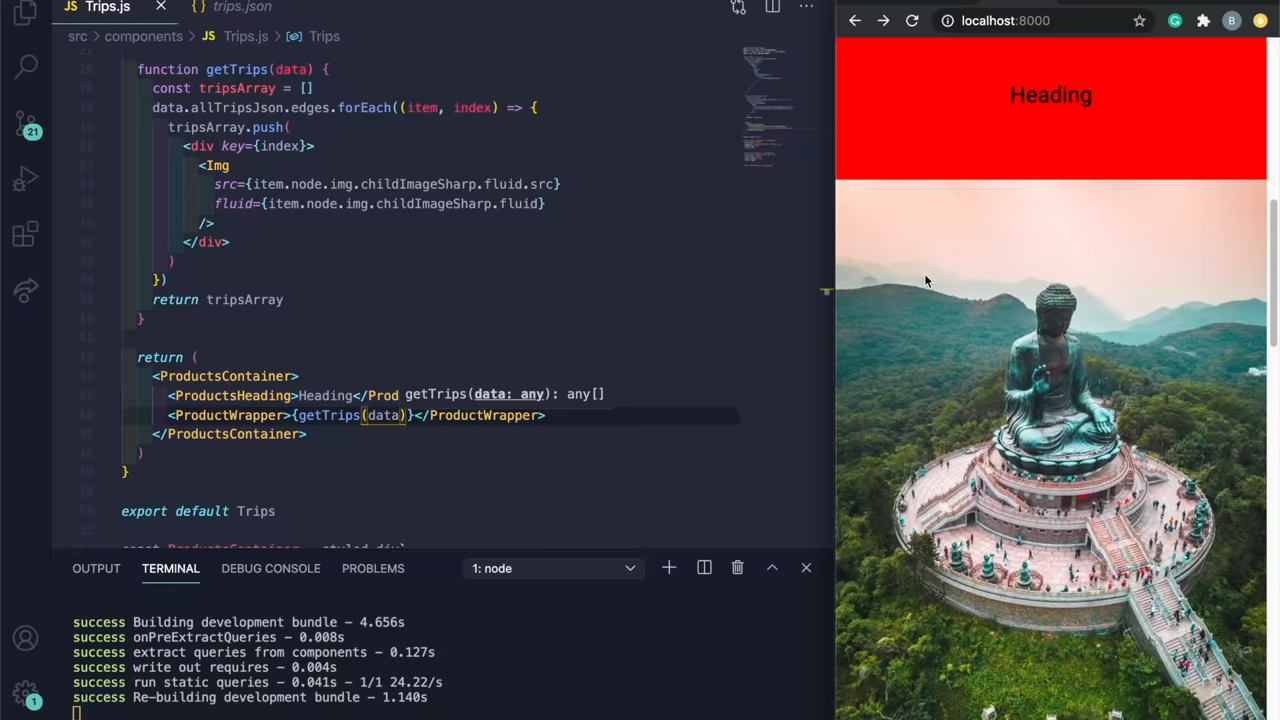 JS Trips.js
{} trips.json
src > components > JS Trips.js > Trips
function getTrips(data) {
const tripsArray = []
data.allTripsJson.edges.forEach((item, index) => {
tripsArray.push(
<div key={index}>
<Img
src={item.node.img.childImageSharp.fluid.src}
fluid={item.node.img.childImageSharp.fluid}
/>
</div>
)
})
return tripsArray
}
return (
<ProductsContainer>
<ProductsHeading>Heading</Prod
getTrips(data: any): any[]
<ProductWrapper>{getTrips(data)}</ProductWrapper>
</ProductsContainer>
)
}
export default Trips
const ProductsContainer = styled.div`
OUTPUT TERMINAL DEBUG CONSOLE PROBLEMS 1: node
success Building development bundle - 4.656s
success onPreExtractQueries - 0.008s
success extract queries from components - 0.127s
success write out requires - 0.004s
success run static queries - 0.041s - 1/1 24.22/s
success Re-building development bundle - 1.140s
21
1
localhost:8000
B
Heading